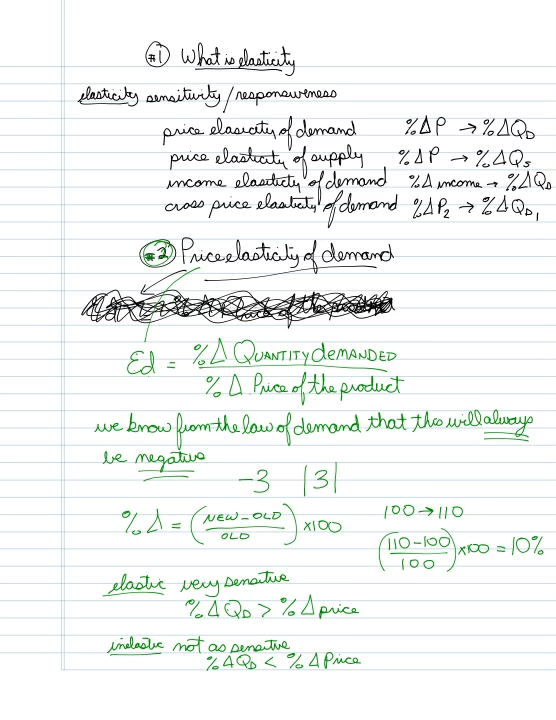 #1 What is elasticity
elasticity sensitivity / responsiveness
price elasticity of demand %ΔP → %ΔQD
price elasticity of supply %ΔP → %ΔQs
income elasticity of demand %Δ income → %ΔQD
cross price elasticity of demand %ΔP2 → %ΔQD1
#2 Price elasticity of demand
Ed = %Δ QUANTITY demanded
%Δ Price of the product
we know from the law of demand that this will always
be negative
-3 |3|
%Δ = (NEW-OLD / OLD) x100 100 → 110
(110-100 / 100) x100 = 10%
elastic very sensitive
%ΔQD > %Δ price
inelastic not as sensitive
%ΔQD < %Δ Price